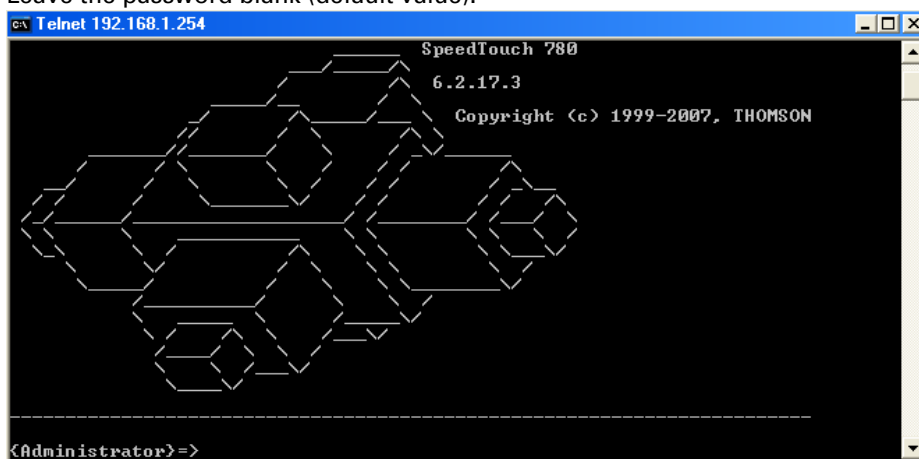 Leave the password blank (default value).
Telnet 192.168.1.254
SpeedTouch 780
6.2.17.3
Copyright (c) 1999-2007, THOMSON
{Administrator}=>